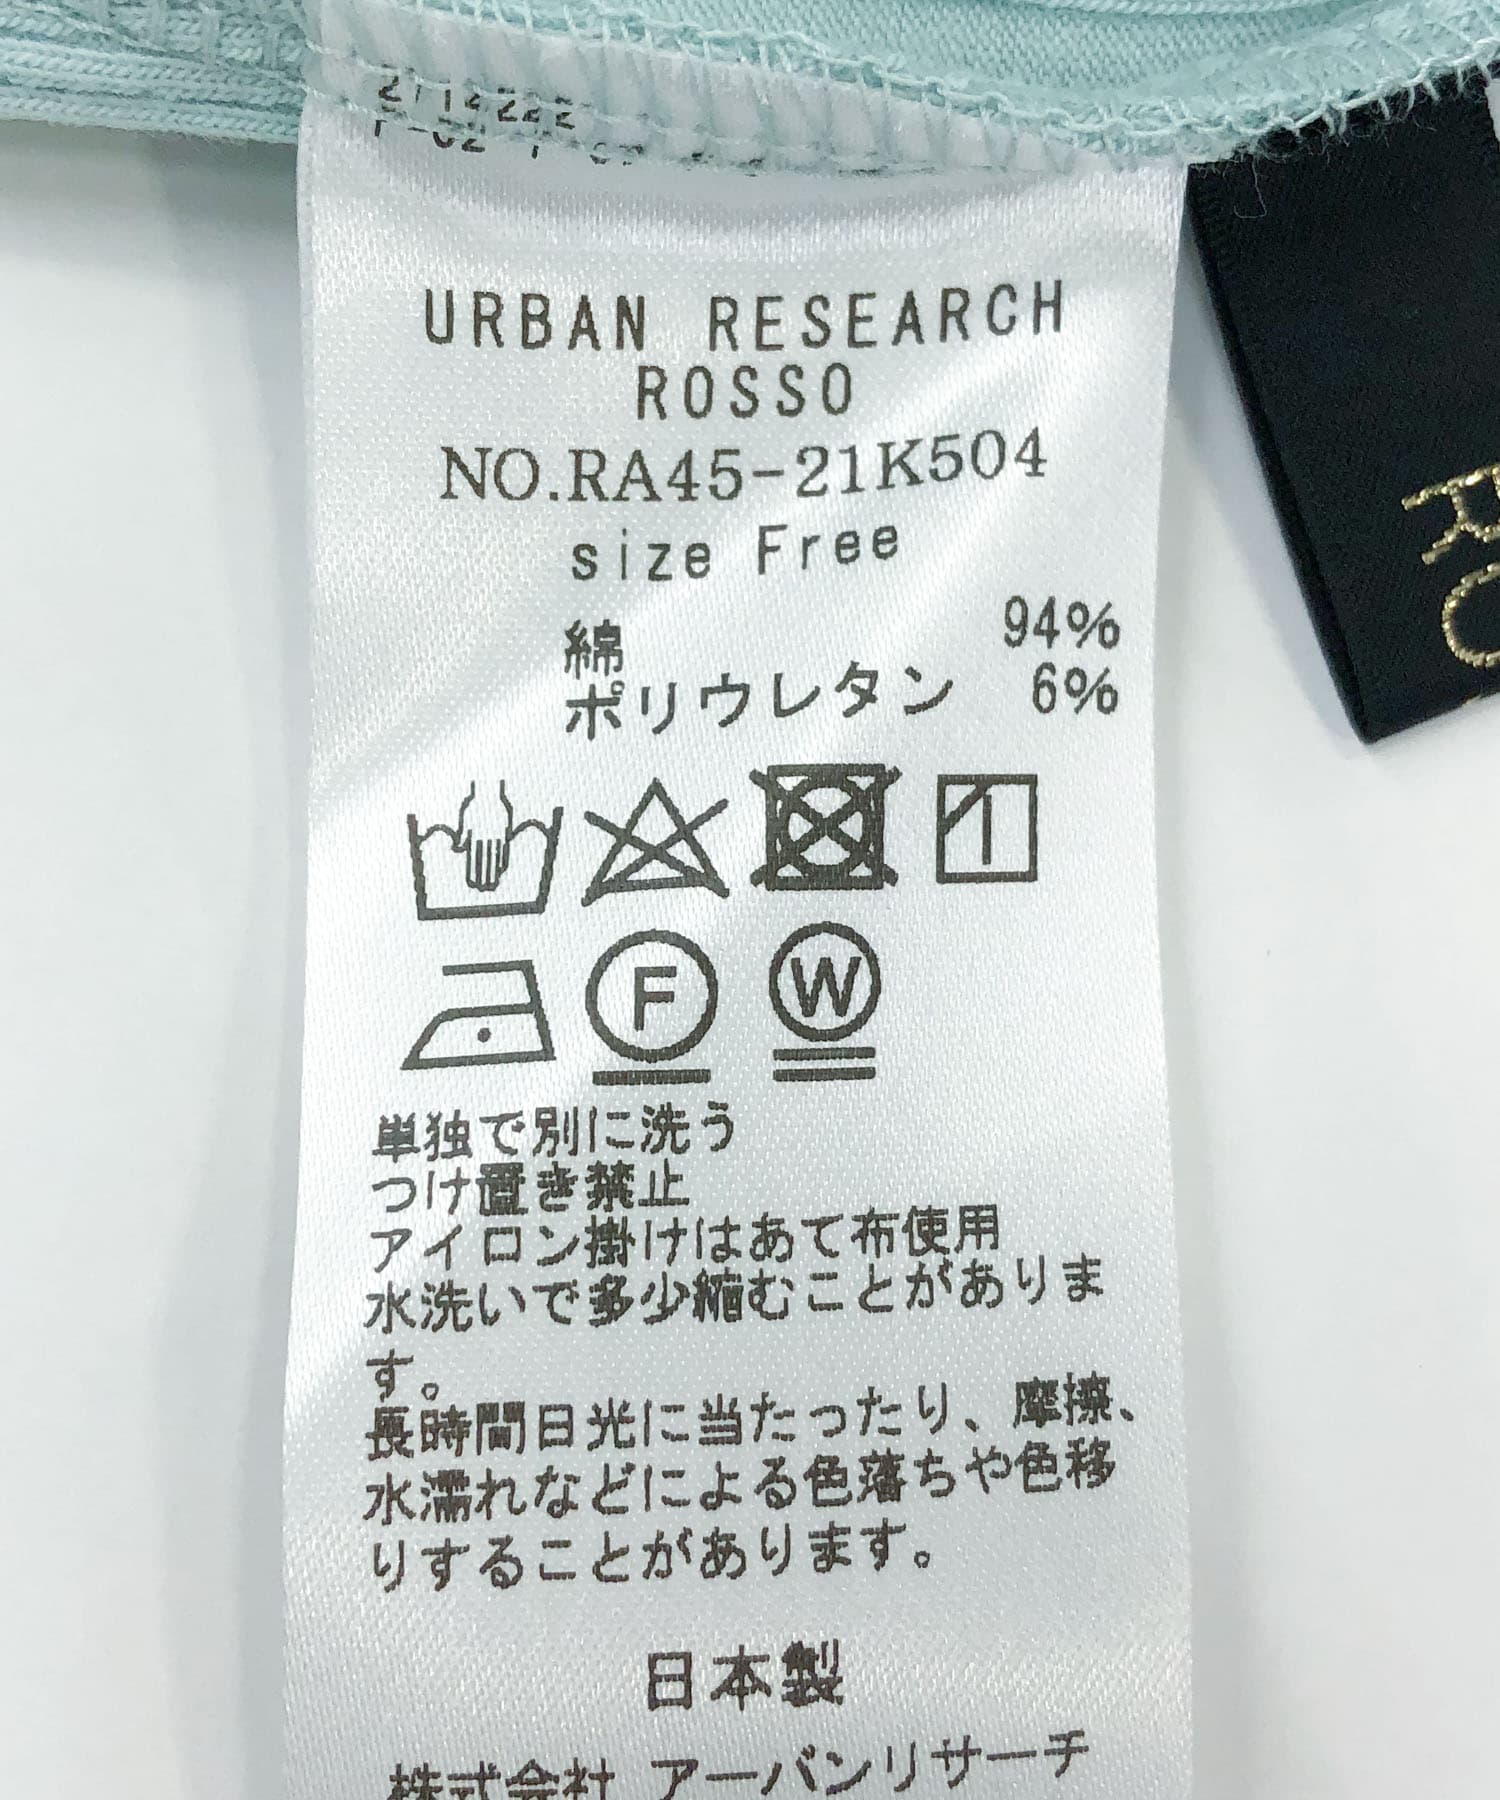 URBAN RESEARCH
ROSSO
NO.RA45-21K504
size Free
綿 94%
ポリウレタン 6%
F
W
単独で別に洗う
つけ置き禁止
アイロン掛けはあて布使用
水洗いで多少縮むことがありま
す。
長時間日光に当たったり、摩擦、
水濡れなどによる色落ちや色移
りすることがあります。
日本製
株式会社 アーバンリサーチ